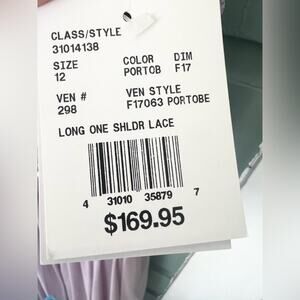 CLASS/STYLE
31014138
SIZE COLOR DIM
12 PORTOB F17
VEN # VEN STYLE
298 F17063 PORTOBE
LONG ONE SHLDR LACE
4 31010 35879 7
$169.95